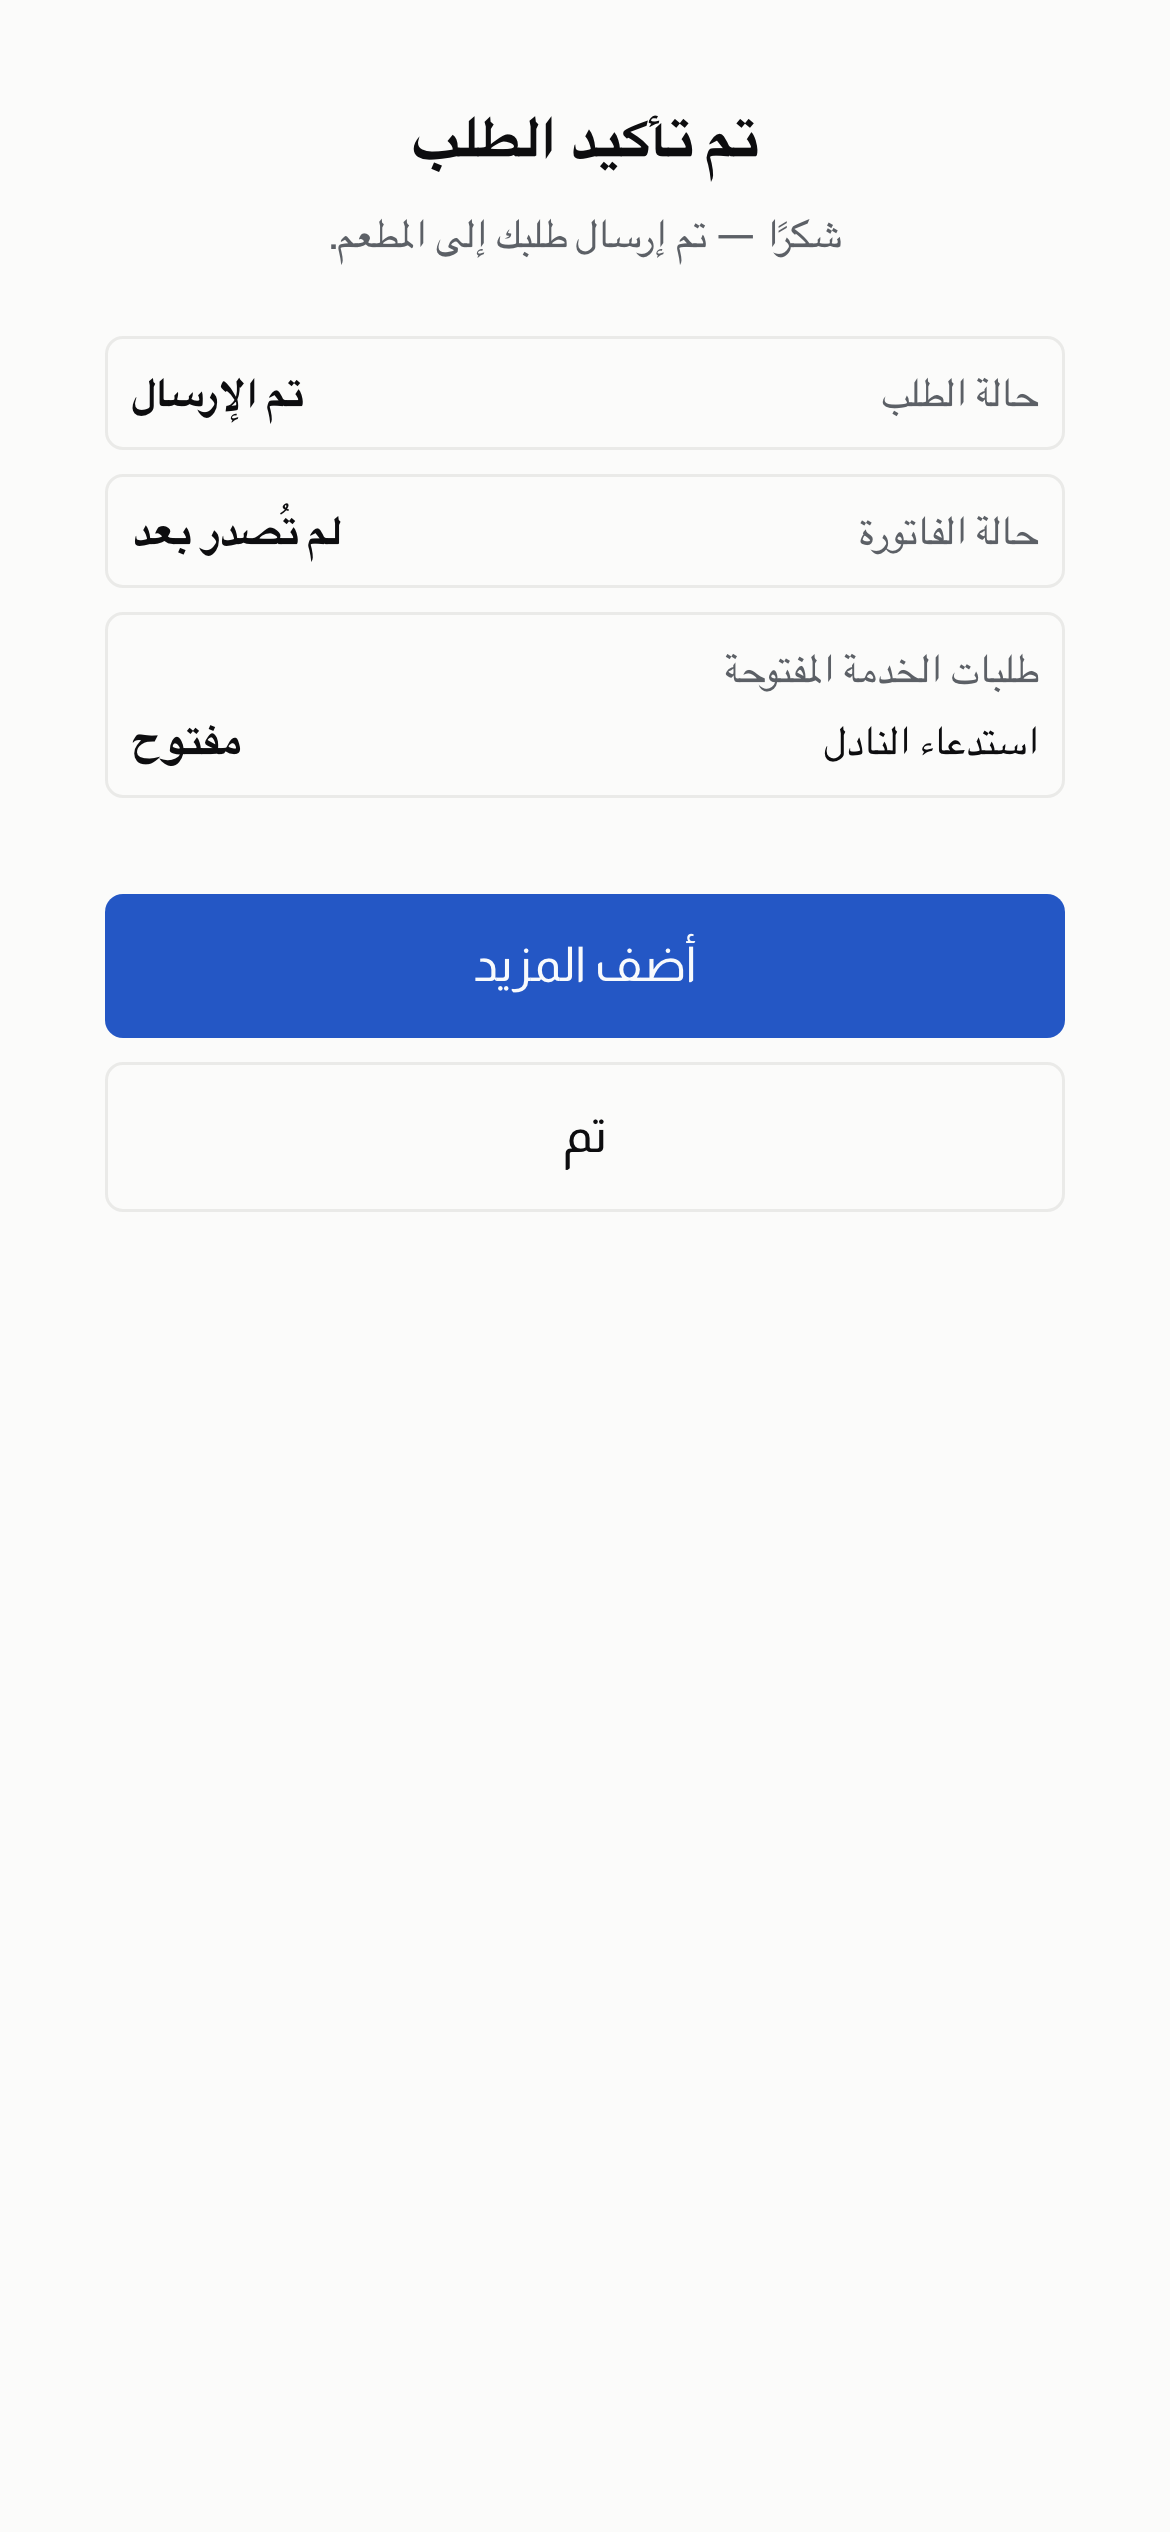 تم تأكيد الطلب
شكرًا — تم إرسال طلبك إلى المطعم.
حالة الطلب تم الإرسال
حالة الفاتورة لم تُصدر بعد
طلبات الخدمة المفتوحة
استدعاء النادل مفتوح
أضف المزيد
تم